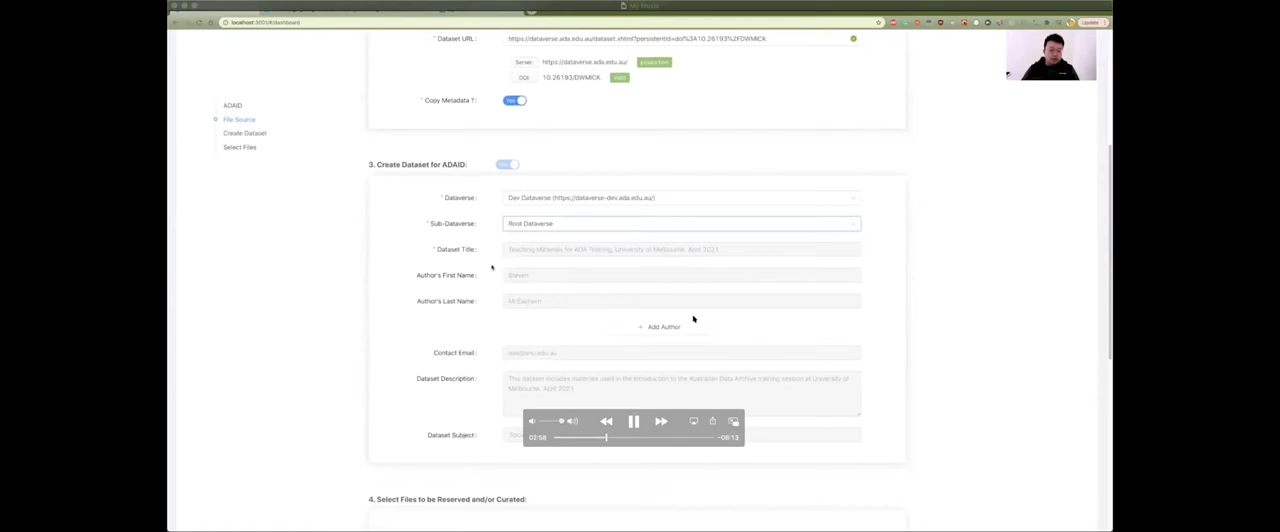 My Movie
localhost:3001/#/dashboard
Update
* Dataset URL: https://dataverse.ada.edu.au/dataset.xhtml?persistentId=doi%3A10.26193%2FDWMICK
Server: https://dataverse.ada.edu.au/ production
DOI: 10.26193/DWMICK valid
* Copy Metadata ? : Yes
ADAID
File Source
Create Dataset
Select Files
3. Create Dataset for ADAID:
* Dataverse: Dev Dataverse (https://dataverse-dev.ada.edu.au/)
* Sub-Dataverse: Root Dataverse
* Dataset Title: Teaching Materials for ADA Training, University of Melbourne, April 2021
Author's First Name: Steven
Author's Last Name: McEachern
+ Add Author
Contact Email:
Dataset Description: This dataset includes materials used in the Introduction to the Australian Data Archive training session at University of
Melbourne, April 2021
Dataset Subject:
02:58 -08:13
4. Select Files to be Reserved and/or Curated: